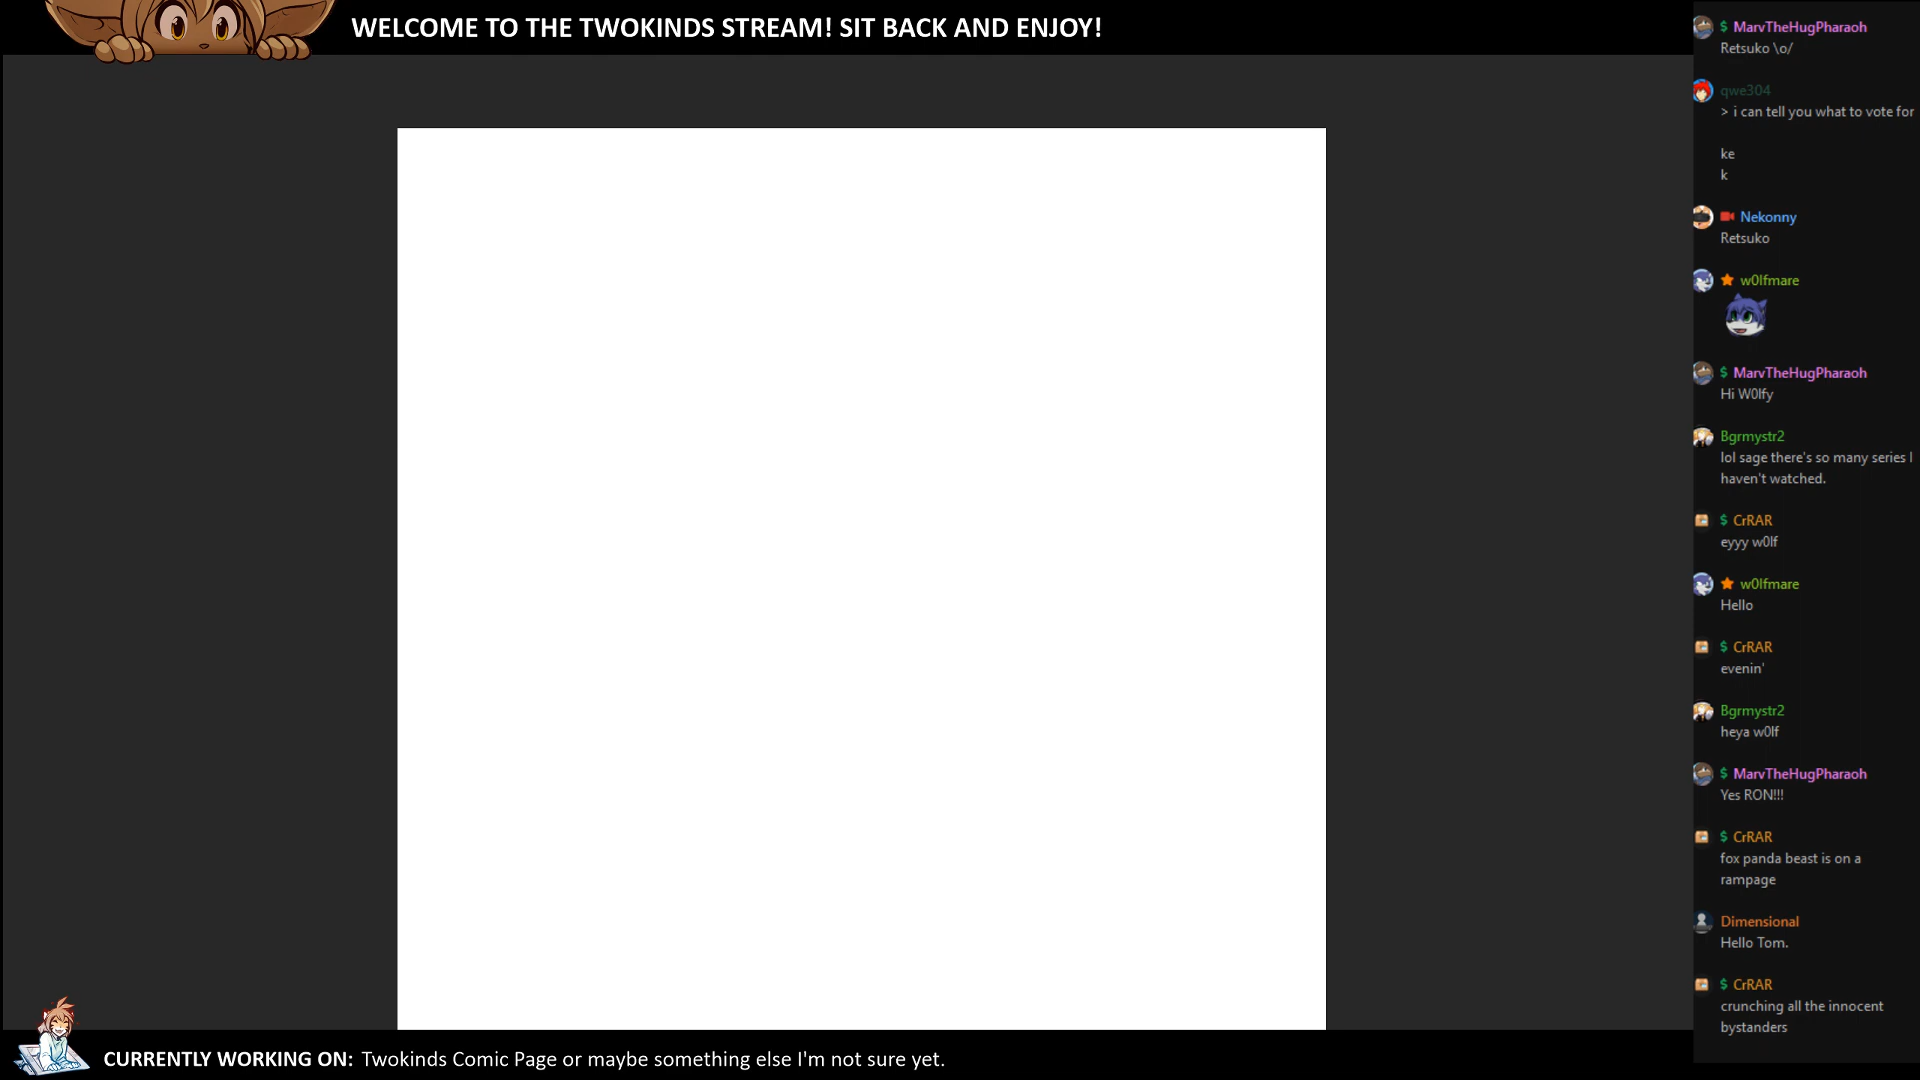 WELCOME TO THE TWOKINDS STREAM! SIT BACK AND ENJOY!
$ MarvTheHugPharaoh
Retsuko \o/
qwe304
> i can tell you what to vote for
ke
k
Nekonny
Retsuko
w0lfmare
$ MarvTheHugPharaoh
Hi W0lfy
Bgrmystr2
lol sage there's so many series I
haven't watched.
$ CrRAR
eyyy w0lf
w0lfmare
Hello
$ CrRAR
evenin'
Bgrmystr2
heya w0lf
$ MarvTheHugPharaoh
Yes RON!!!
$ CrRAR
fox panda beast is on a
rampage
Dimensional
Hello Tom.
$ CrRAR
crunching all the innocent
bystanders
CURRENTLY WORKING ON: Twokinds Comic Page or maybe something else I'm not sure yet.